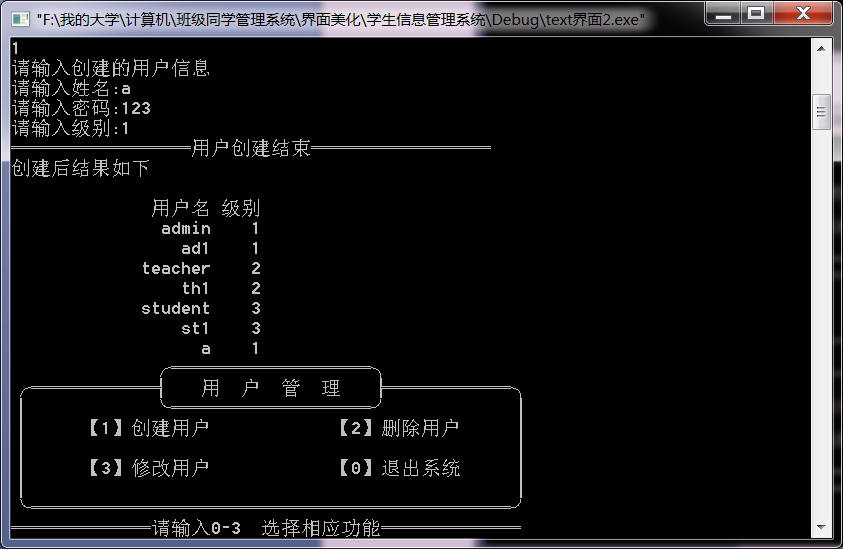 "F:\我的大学\计算机\班级同学管理系统\界面美化\学生信息管理系统\Debug\text界面2.exe"
1
请输入创建的用户信息
请输入姓名:a
请输入密码:123
请输入级别:1
══════════════════用户创建结束══════════════════
创建后结果如下
用户名 级别
admin 1
ad1 1
teacher 2
th1 2
student 3
st1 3
a 1
用 户 管 理
【1】创建用户 【2】删除用户
【3】修改用户 【0】退出系统
══════════════请输入0-3 选择相应功能══════════════